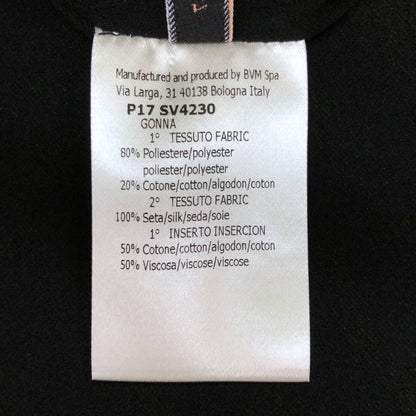 Manufactured and produced by BVM Spa
Via Larga, 31 40138 Bologna Italy
P17 SV4230
GONNA
1° TESSUTO FABRIC
80% Poliestere/polyester
poliester/polyester
20% Cotone/cotton/algodon/coton
2° TESSUTO FABRIC
100% Seta/silk/seda/soie
1° INSERTO INSERCION
50% Cotone/cotton/algodon/coton
50% Viscosa/viscose/viscose